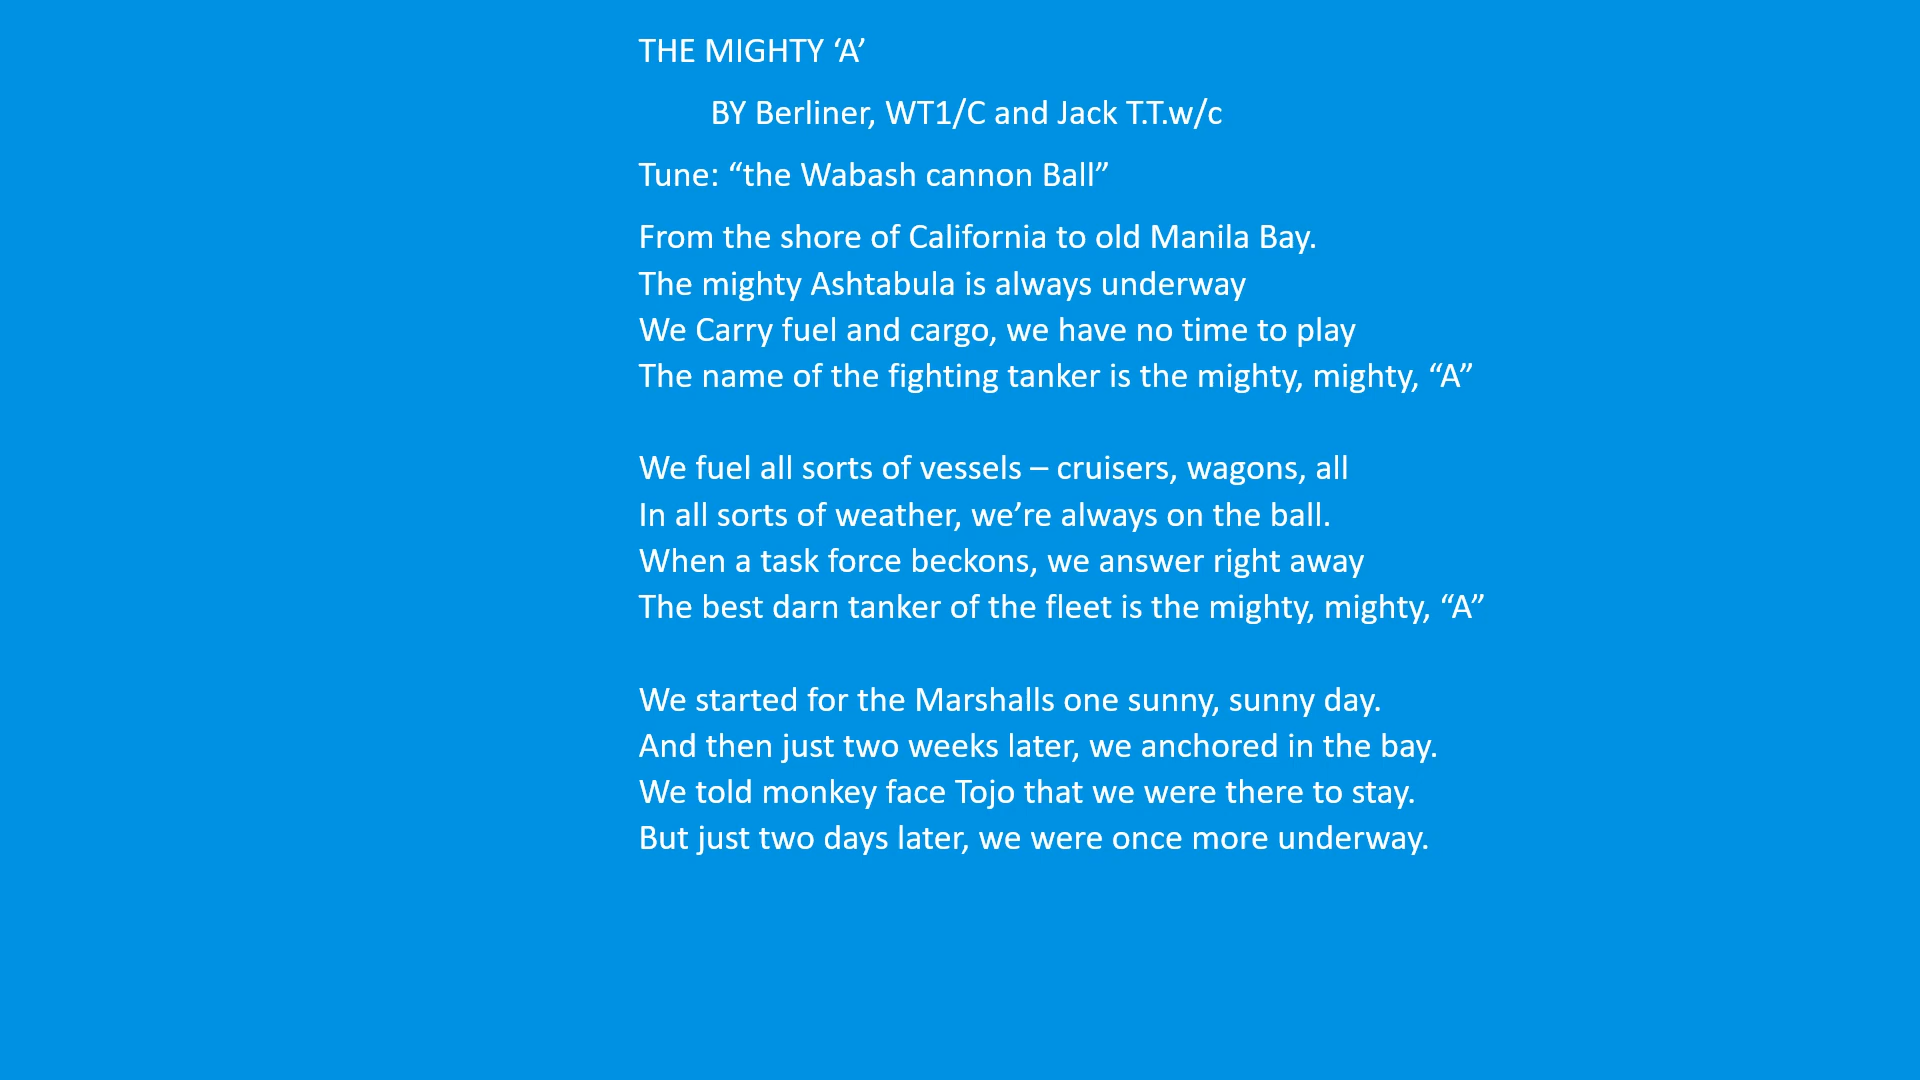 THE MIGHTY ‘A’
BY Berliner, WT1/C and Jack T.T.w/c
Tune: “the Wabash cannon Ball”
From the shore of California to old Manila Bay.
The mighty Ashtabula is always underway
We Carry fuel and cargo, we have no time to play
The name of the fighting tanker is the mighty, mighty, “A”
We fuel all sorts of vessels – cruisers, wagons, all
In all sorts of weather, we’re always on the ball.
When a task force beckons, we answer right away
The best darn tanker of the fleet is the mighty, mighty, “A”
We started for the Marshalls one sunny, sunny day.
And then just two weeks later, we anchored in the bay.
We told monkey face Tojo that we were there to stay.
But just two days later, we were once more underway.